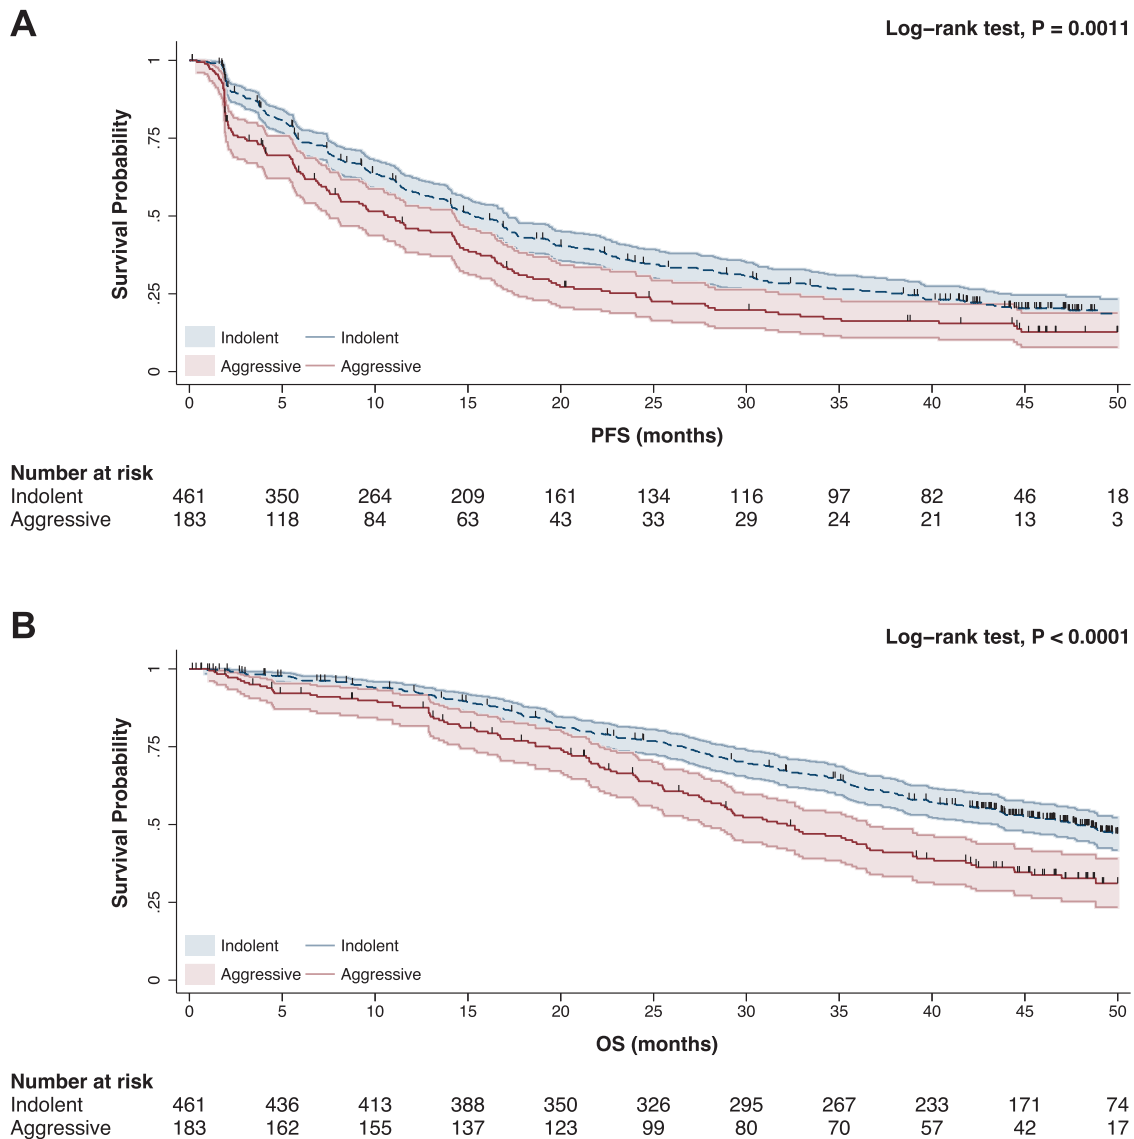 A
Log−rank test, P = 0.0011
Survival Probability
1
.75
.5
.25
0
Indolent Indolent
Aggressive Aggressive
0 5 10 15 20 25 30 35 40 45 50
PFS (months)
Number at risk
Indolent 461 350 264 209 161 134 116 97 82 46 18
Aggressive 183 118 84 63 43 33 29 24 21 13 3
B
Log−rank test, P < 0.0001
Survival Probability
1
.75
.5
.25
0
Indolent Indolent
Aggressive Aggressive
0 5 10 15 20 25 30 35 40 45 50
OS (months)
Number at risk
Indolent 461 436 413 388 350 326 295 267 233 171 74
Aggressive 183 162 155 137 123 99 80 70 57 42 17